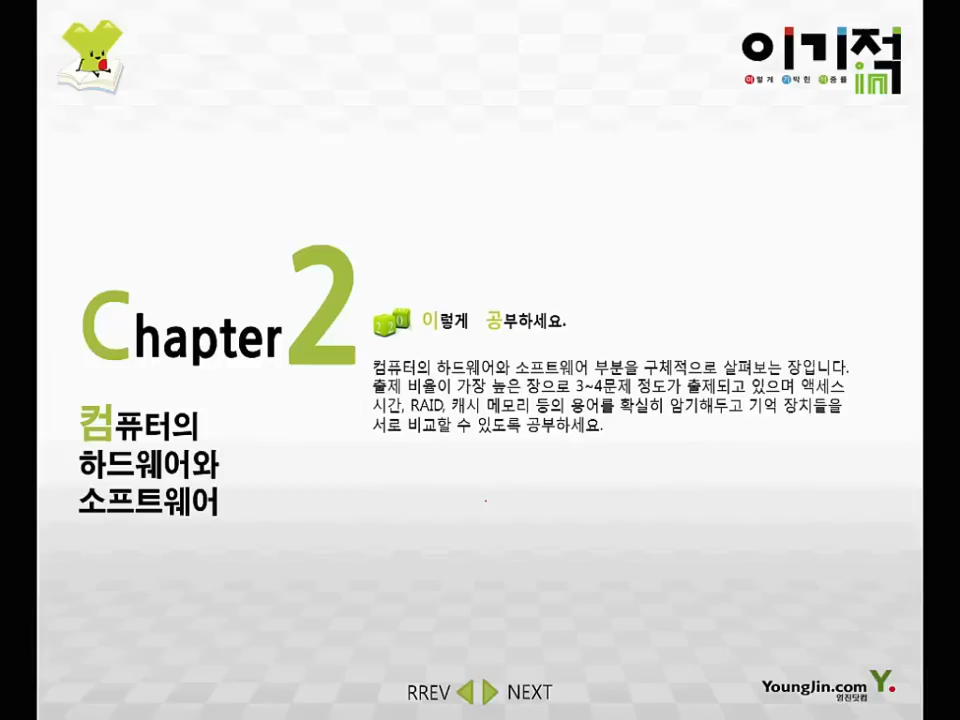 이기적
이렇게 기막힌 적중률
in
Chapter 2
이렇게 공부하세요.
컴퓨터의 하드웨어와 소프트웨어 부분을 구체적으로 살펴보는 장입니다.
출제 비율이 가장 높은 장으로 3~4문제 정도가 출제되고 있으며 액세스
시간, RAID, 캐시 메모리 등의 용어를 확실히 암기해두고 기억 장치들을
서로 비교할 수 있도록 공부하세요.
컴퓨터의
하드웨어와
소프트웨어
RREV NEXT
YoungJin.com Y.
영진닷컴